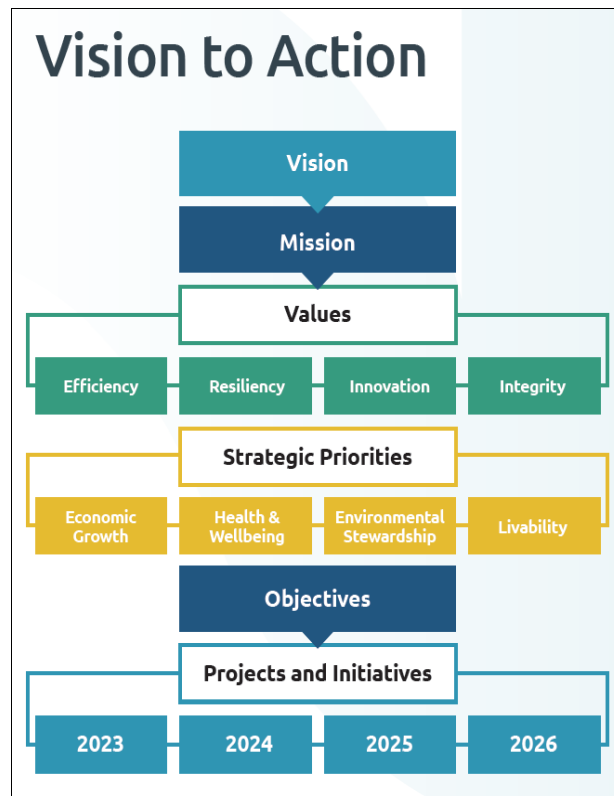 Vision to Action
Vision
Mission
Values
Efficiency
Resiliency
Innovation
Integrity
Strategic Priorities
Economic
Growth
Health &
Wellbeing
Environmental
Stewardship
Livability
Objectives
Projects and Initiatives
2023
2024
2025
2026